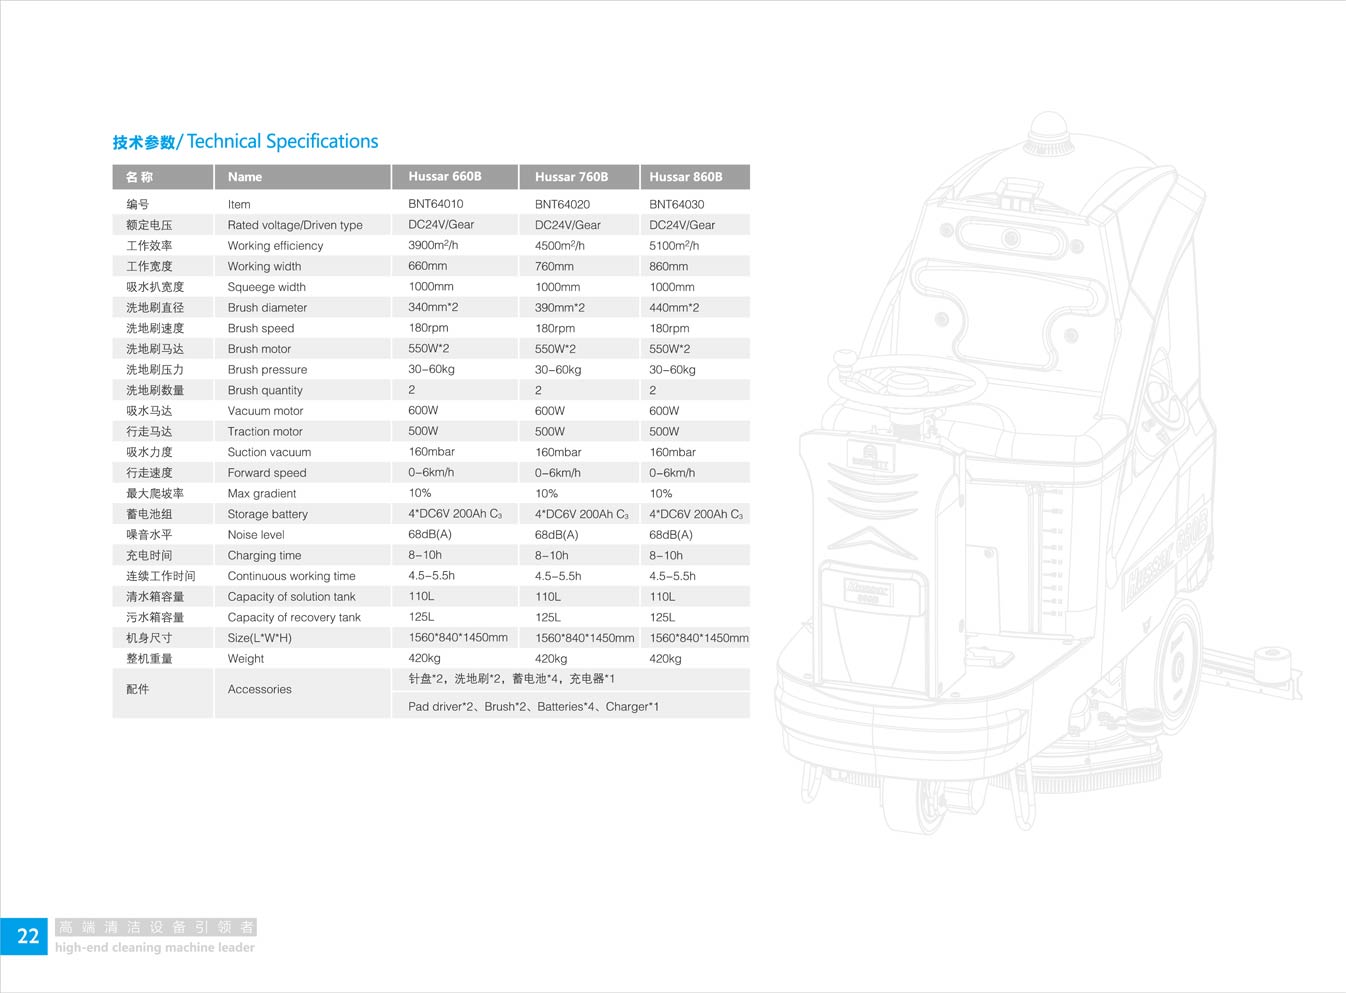 技术参数/ Technical Specifications
名 称 Name Hussar 660B Hussar 760B Hussar 860B
编号 Item BNT64010 BNT64020 BNT64030
额定电压 Rated voltage/Driven type DC24V/Gear DC24V/Gear DC24V/Gear
工作效率 Working efficiency 3900m²/h 4500m²/h 5100m²/h
工作宽度 Working width 660mm 760mm 860mm
吸水扒宽度 Squeege width 1000mm 1000mm 1000mm
洗地刷直径 Brush diameter 340mm*2 390mm*2 440mm*2
洗地刷速度 Brush speed 180rpm 180rpm 180rpm
洗地刷马达 Brush motor 550W*2 550W*2 550W*2
洗地刷压力 Brush pressure 30–60kg 30–60kg 30–60kg
洗地刷数量 Brush quantity 2 2 2
吸水马达 Vacuum motor 600W 600W 600W
行走马达 Traction motor 500W 500W 500W
吸水力度 Suction vacuum 160mbar 160mbar 160mbar
行走速度 Forward speed 0–6km/h 0–6km/h 0–6km/h
最大爬坡率 Max gradient 10% 10% 10%
蓄电池组 Storage battery 4*DC6V 200Ah C₃ 4*DC6V 200Ah C₃ 4*DC6V 200Ah C₃
噪音水平 Noise level 68dB(A) 68dB(A) 68dB(A)
充电时间 Charging time 8–10h 8–10h 8–10h
连续工作时间 Continuous working time 4.5–5.5h 4.5–5.5h 4.5–5.5h
清水箱容量 Capacity of solution tank 110L 110L 110L
污水箱容量 Capacity of recovery tank 125L 125L 125L
机身尺寸 Size(L*W*H) 1560*840*1450mm 1560*840*1450mm 1560*840*1450mm
整机重量 Weight 420kg 420kg 420kg
配件 Accessories 针盘*2，洗地刷*2，蓄电池*4，充电器*1
Pad driver*2、Brush*2、Batteries*4、Charger*1
Hussar 660B
Hussar
660B
22
高端清洁设备引领者
high-end cleaning machine leader